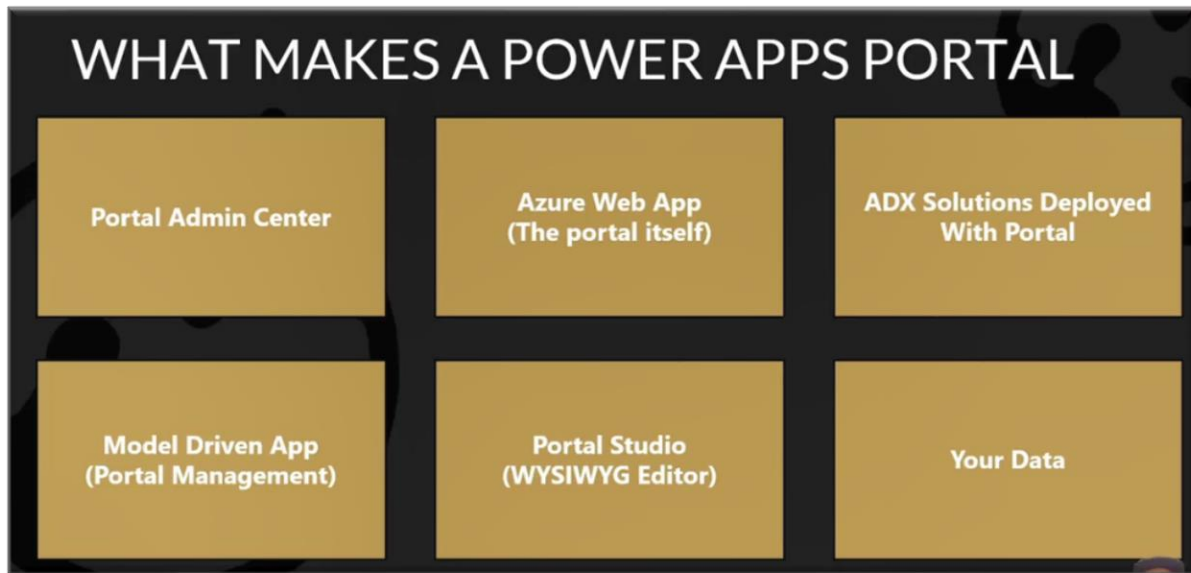 WHAT MAKES A POWER APPS PORTAL
Portal Admin Center
Azure Web App
(The portal itself)
ADX Solutions Deployed
With Portal
Model Driven App
(Portal Management)
Portal Studio
(WYSIWYG Editor)
Your Data